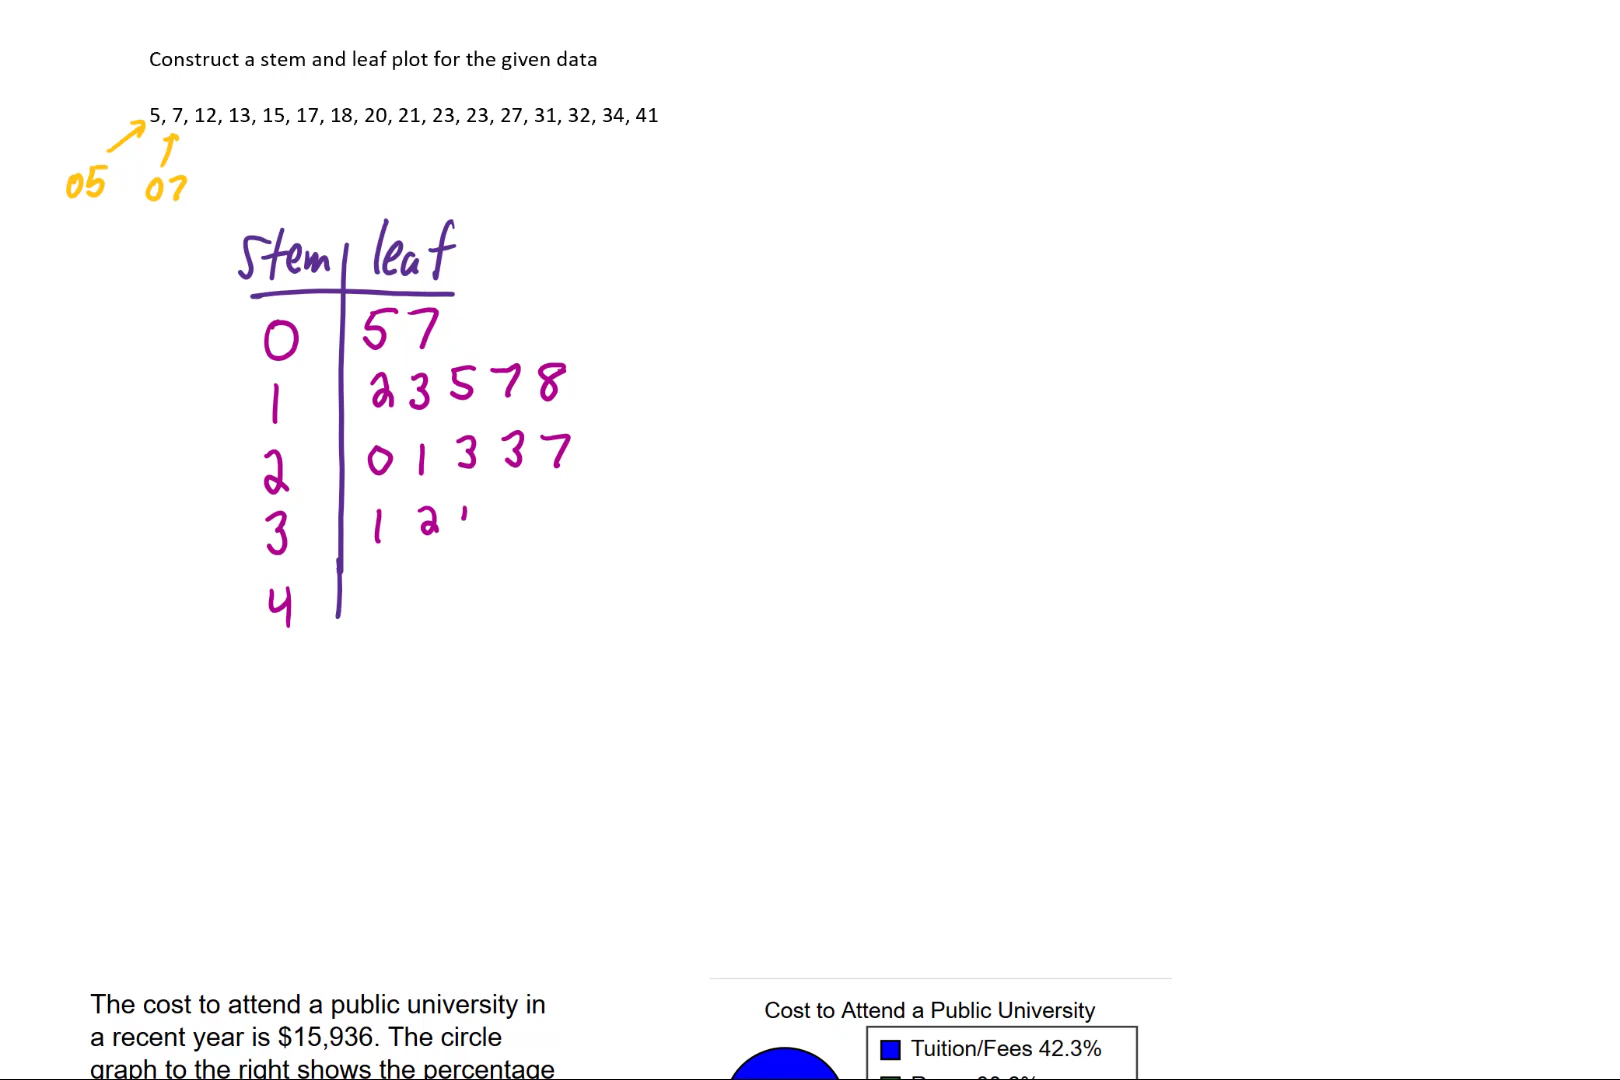 Construct a stem and leaf plot for the given data
5, 7, 12, 13, 15, 17, 18, 20, 21, 23, 23, 27, 31, 32, 34, 41
05 07
stem leaf
0 5 7
1 2 3 5 7 8
2 0 1 3 3 7
3 1 2
4
The cost to attend a public university in
a recent year is $15,936. The circle
graph to the right shows the percentage
Cost to Attend a Public University
Tuition/Fees 42.3%